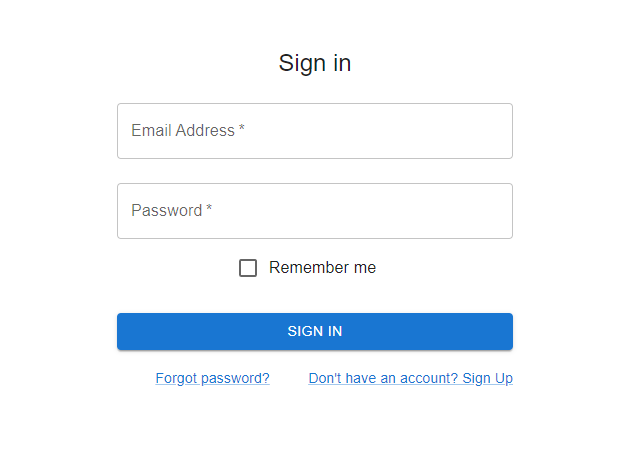 Sign in
Email Address *
Password *
Remember me
SIGN IN
Forgot password? Don't have an account? Sign Up